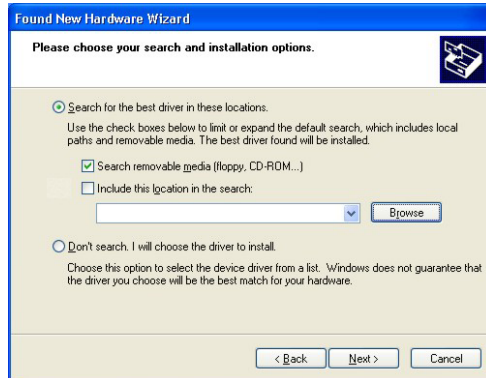 Found New Hardware Wizard
Please choose your search and installation options.
Search for the best driver in these locations.
Use the check boxes below to limit or expand the default search, which includes local
paths and removable media. The best driver found will be installed.
Search removable media (floppy, CD-ROM...)
Include this location in the search:
Browse
Don't search. I will choose the driver to install.
Choose this option to select the device driver from a list. Windows does not guarantee that
the driver you choose will be the best match for your hardware.
< Back Next > Cancel